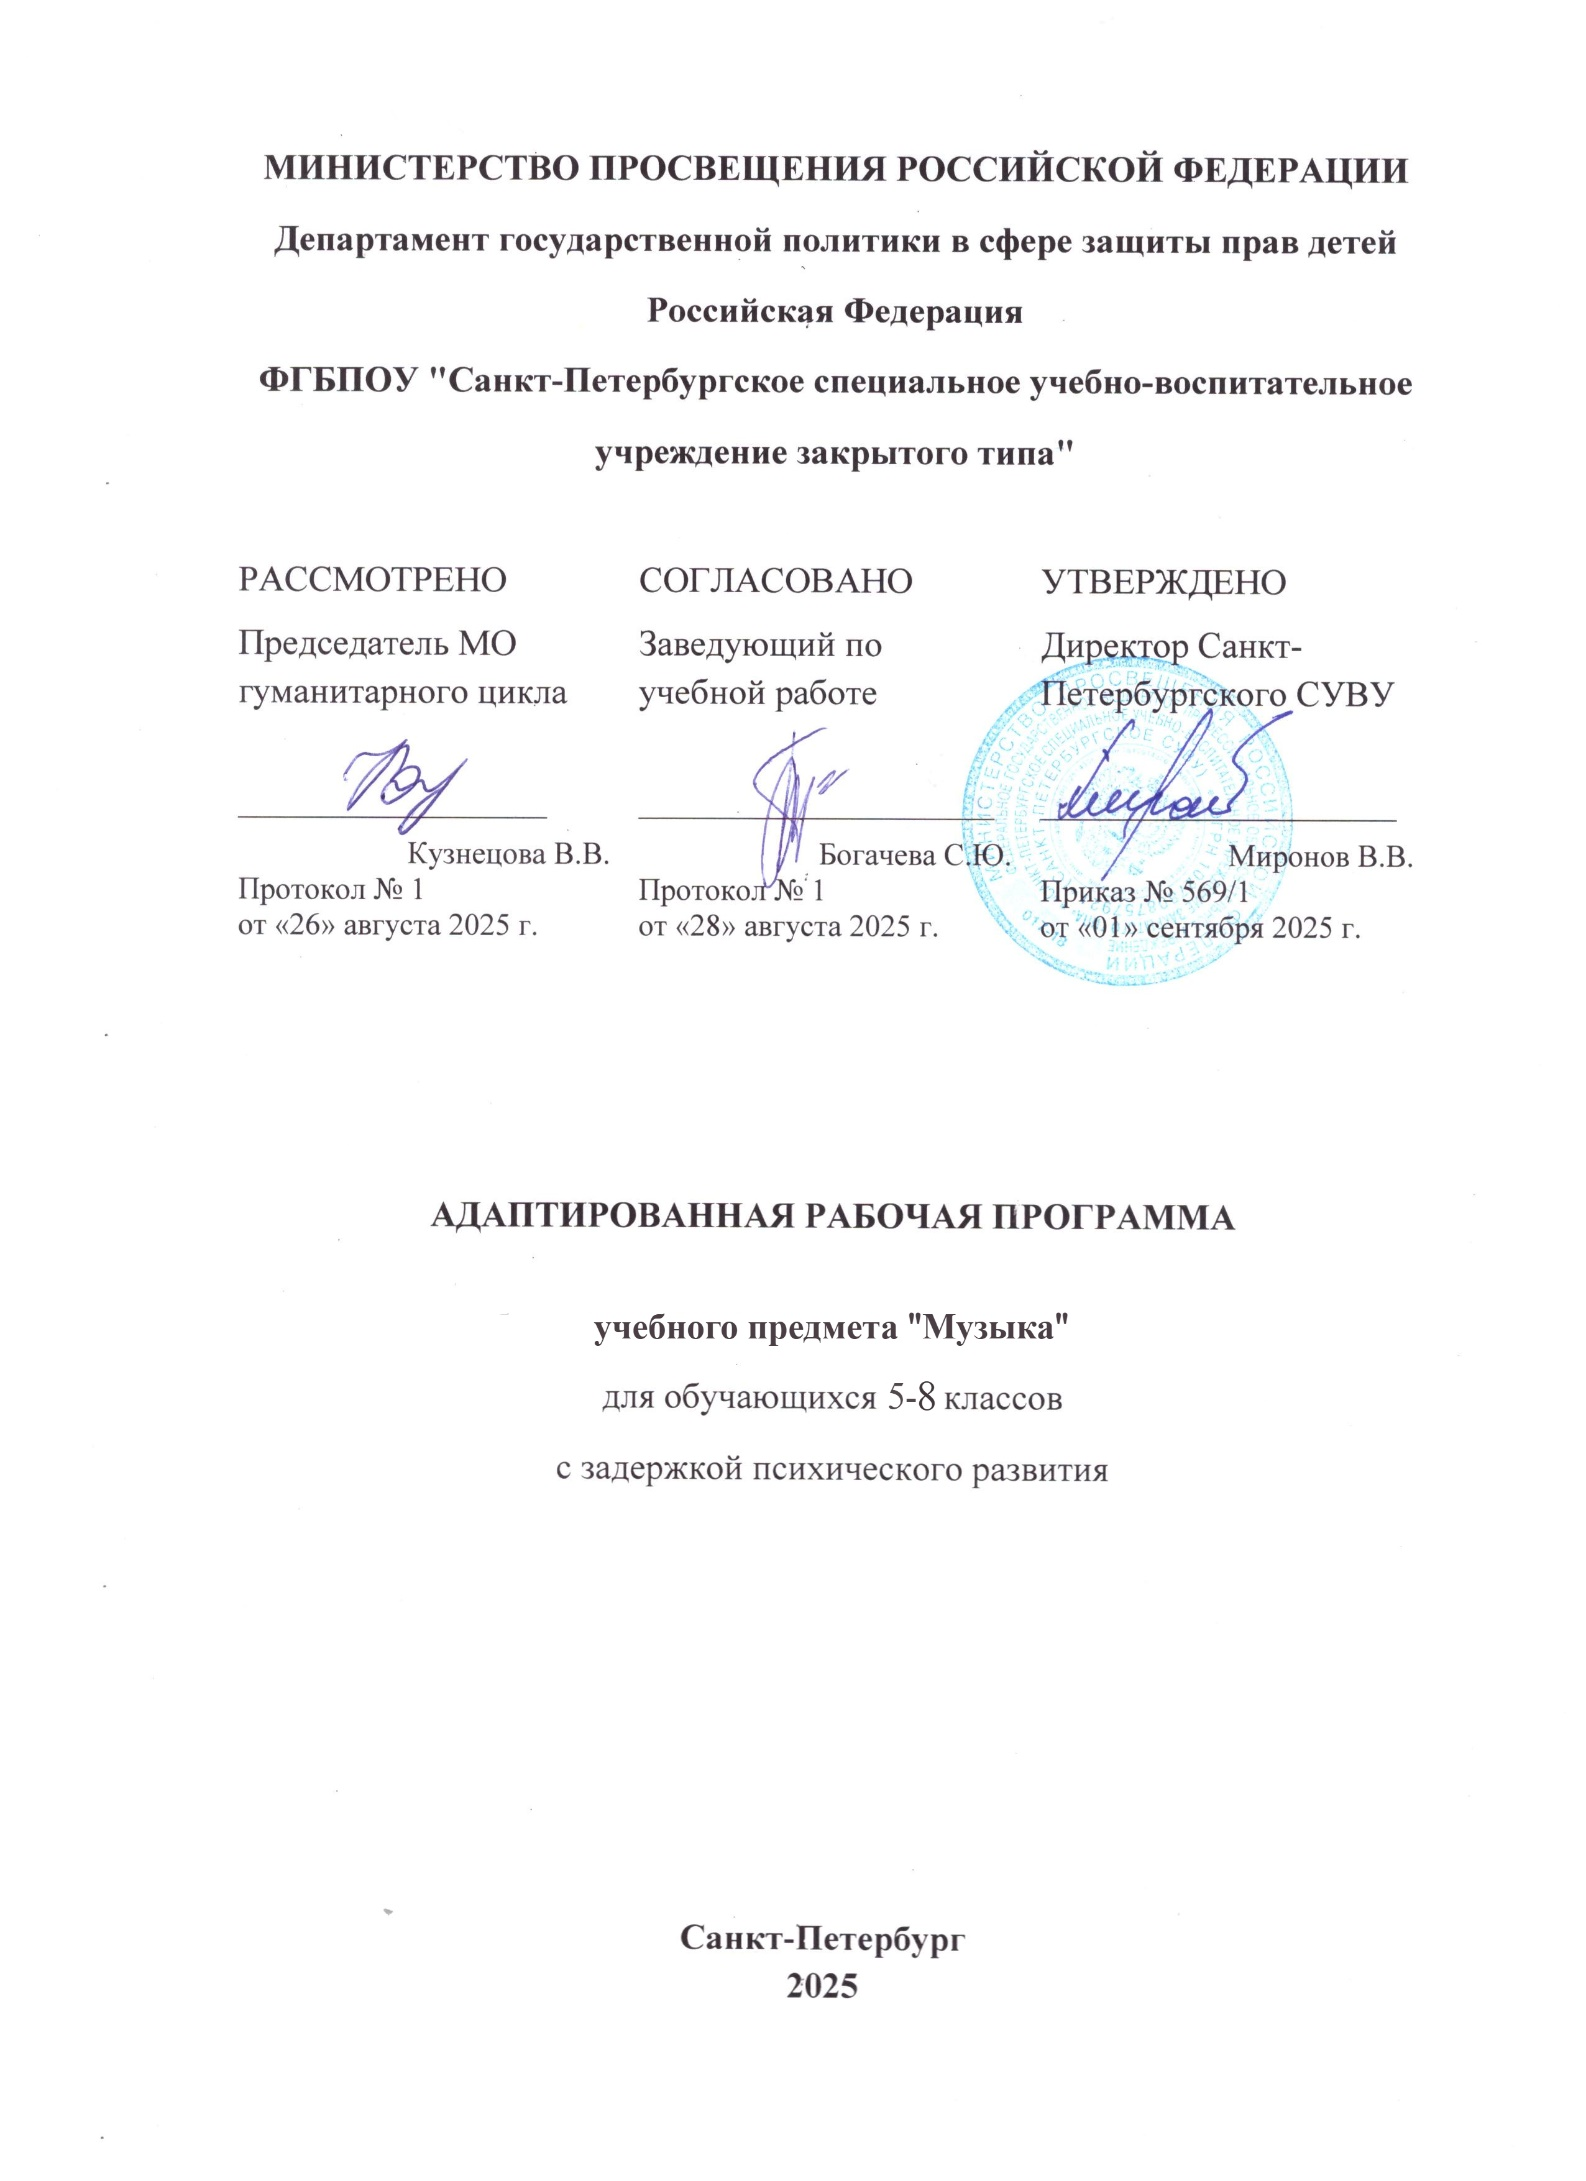 МИНИСТЕРСТВО ПРОСВЕЩЕНИЯ РОССИЙСКОЙ ФЕДЕРАЦИИ
Департамент государственной политики в сфере защиты прав детей
Российская Федерация
ФГБПОУ "Санкт-Петербургское специальное учебно-воспитательное
учреждение закрытого типа"
РАССМОТРЕНО
Председатель МО
гуманитарного цикла
Кузнецова В.В.
Протокол № 1
от «26» августа 2025 г.
СОГЛАСОВАНО
Заведующий по
учебной работе
Богачева С.Ю.
Протокол № 1
от «28» августа 2025 г.
УТВЕРЖДЕНО
Директор Санкт-
Петербургского СУВУ
Миронов В.В.
Приказ № 569/1
от «01» сентября 2025 г.
АДАПТИРОВАННАЯ РАБОЧАЯ ПРОГРАММА
учебного предмета "Музыка"
для обучающихся 5-8 классов
с задержкой психического развития
Санкт-Петербург
2025